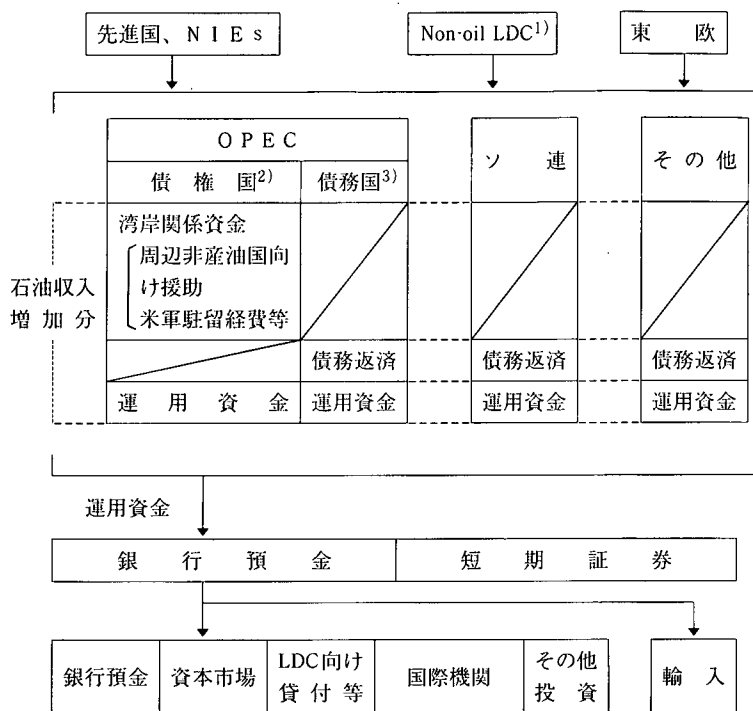 先進国、NIEs
Non-oil LDC1)
東欧
OPEC
債権国2)
債務国3)
ソ連
その他
石油収入
増加分
湾岸関係資金
周辺非産油国向
け援助
米軍駐留経費等
債務返済
債務返済
債務返済
運用資金
運用資金
運用資金
運用資金
運用資金
銀行預金
短期証券
銀行預金
資本市場
LDC向け
貸付等
国際機関
その他
投資
輸入